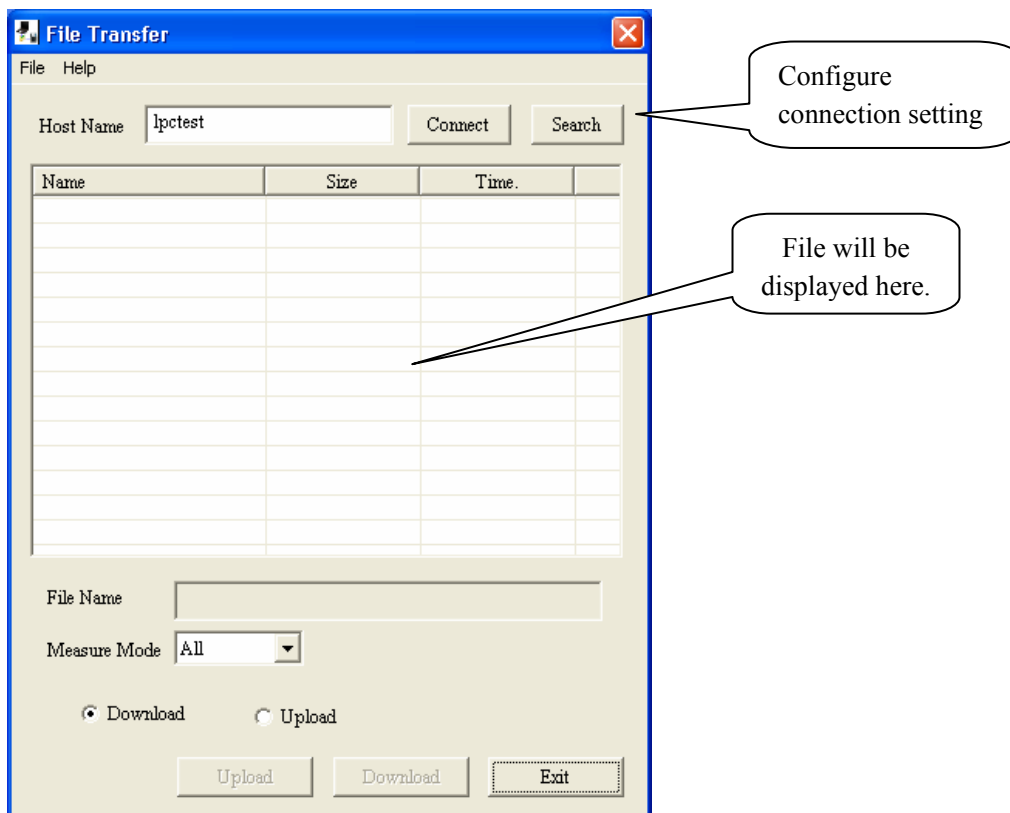 File Transfer
File Help
Host Name lpctest Connect Search
Configure
connection setting
Name Size Time.
File will be
displayed here.
File Name
Measure Mode All
Download Upload
Upload Download Exit